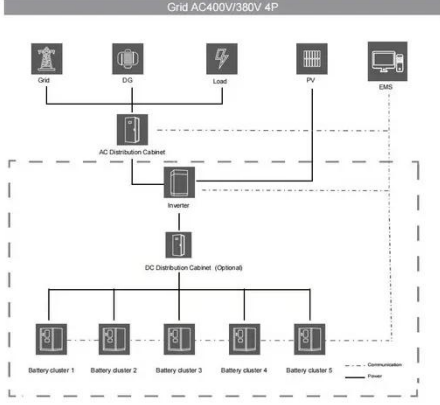 Grid AC400V/380V 4P
Grid
DG
Load
PV
EMS
AC Distribution Cabinet
Inverter
DC Distribution Cabinet (Optional)
Battery cluster 1
Battery cluster 2
Battery cluster 3
Battery cluster 4
Battery cluster 5
Communication
Power